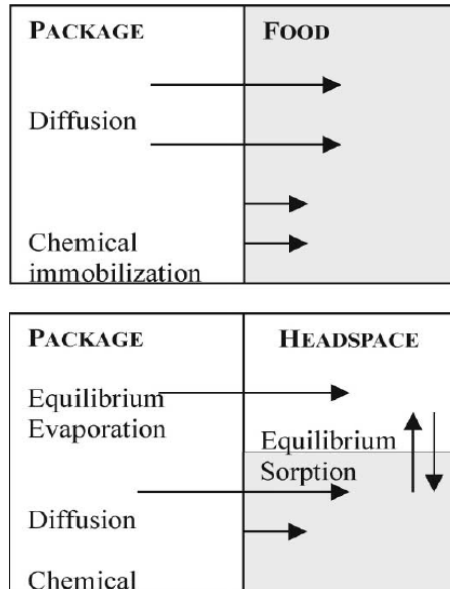 PACKAGE
FOOD
Diffusion
Chemical
immobilization
PACKAGE
HEADSPACE
Equilibrium
Evaporation
Equilibrium
Sorption
Diffusion
Chemical